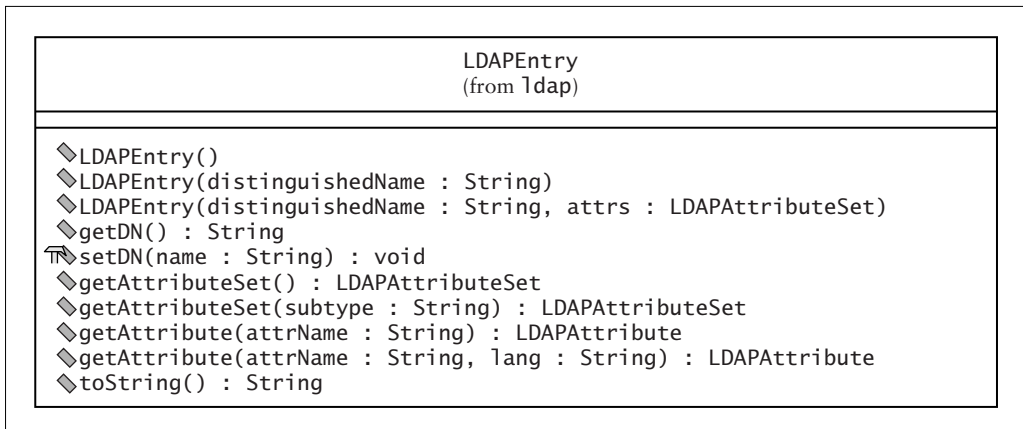 LDAPEntry
(from ldap)
LDAPEntry()
LDAPEntry(distinguishedName : String)
LDAPEntry(distinguishedName : String, attrs : LDAPAttributeSet)
getDN() : String
setDN(name : String) : void
getAttributeSet() : LDAPAttributeSet
getAttributeSet(subtype : String) : LDAPAttributeSet
getAttribute(attrName : String) : LDAPAttribute
getAttribute(attrName : String, lang : String) : LDAPAttribute
toString() : String